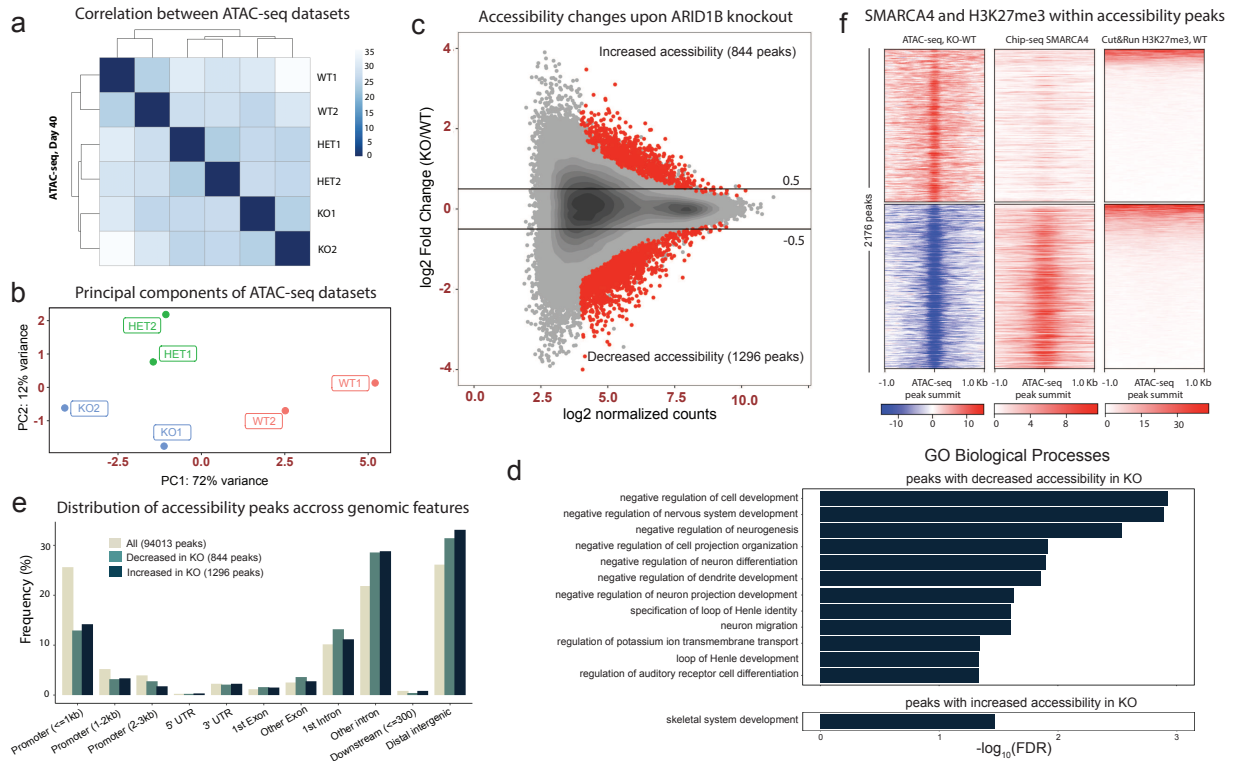 a
Correlation between ATAC-seq datasets
ATAC-seq, Day 40
WT1
WT2
HET1
HET2
KO1
KO2
35
30
25
20
15
10
5
0
b
Principal components of ATAC-seq datasets
PC2: 12% variance
2
1
0
-1
HET2
HET1
WT1
KO2
WT2
KO1
-2.5
0.0
2.5
5.0
PC1: 72% variance
c
Accessibility changes upon ARID1B knockout
log2 Fold Change (KO/WT)
4
2
0
-2
-4
Increased acessibility (844 peaks)
0.5
-0.5
Decreased accessibility (1296 peaks)
0.0
2.5
5.0
7.5
10.0
log2 normalized counts
f
SMARCA4 and H3K27me3 within accessibility peaks
ATAC-seq, KO-WT
Chip-seq SMARCA4
Cut&Run H3K27me3, WT
2176 peaks
-1.0 ATAC-seq 1.0 Kb
peak summit
-1.0 ATAC-seq 1.0 Kb
peak summit
-1.0 ATAC-seq 1.0 Kb
peak summit
-10 0 10
0 4 8
0 15 30
d
GO Biological Processes
peaks with decreased accessibility in KO
negative regulation of cell development
negative regulation of nervous system development
negative regulation of neurogenesis
negative regulation of cell projection organization
negative regulation of neuron differentiation
negative regulation of dendrite development
negative regulation of neuron projection development
specification of loop of Henle identity
neuron migration
regulation of potassium ion transmembrane transport
loop of Henle development
regulation of auditory receptor cell differentiation
peaks with increased accessibility in KO
skeletal system development
0
1
2
3
-log10(FDR)
e
Distribution of accessibility peaks accross genomic features
All (94013 peaks)
Decreased in KO (844 peaks)
Increased in KO (1296 peaks)
Frequency (%)
30
20
10
0
Promoter (<=1kb)
Promoter (1-2kb)
Promoter (2-3kb)
5' UTR
3' UTR
1st Exon
Other Exon
1st Intron
Other intron
Downstream (<=300)
Distal intergenic